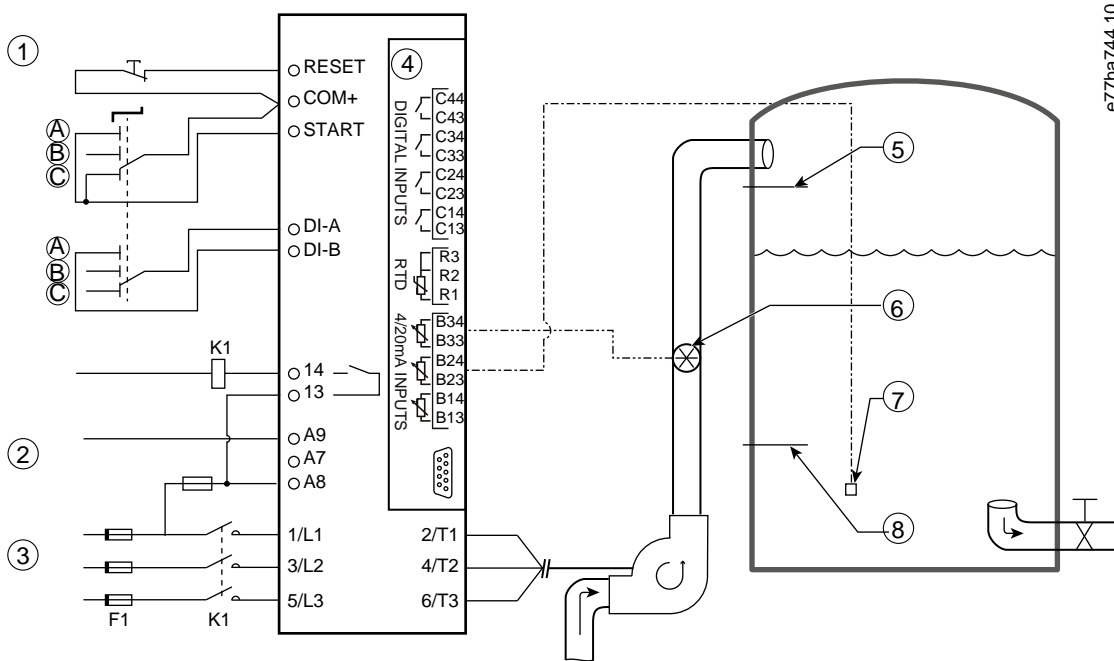 e77ha744.10
1
RESET
COM+
START
A
B
C
DI-A
DI-B
A
B
C
K1
14
13
2
A9
A7
A8
3
1/L1
3/L2
5/L3
F1
K1
2/T1
4/T2
6/T3
4
DIGITAL INPUTS
C44
C43
C34
C33
C24
C23
C14
C13
RTD
R3
R2
R1
4/20mA INPUTS
B34
B33
B24
B23
B14
B13
5
6
7
8